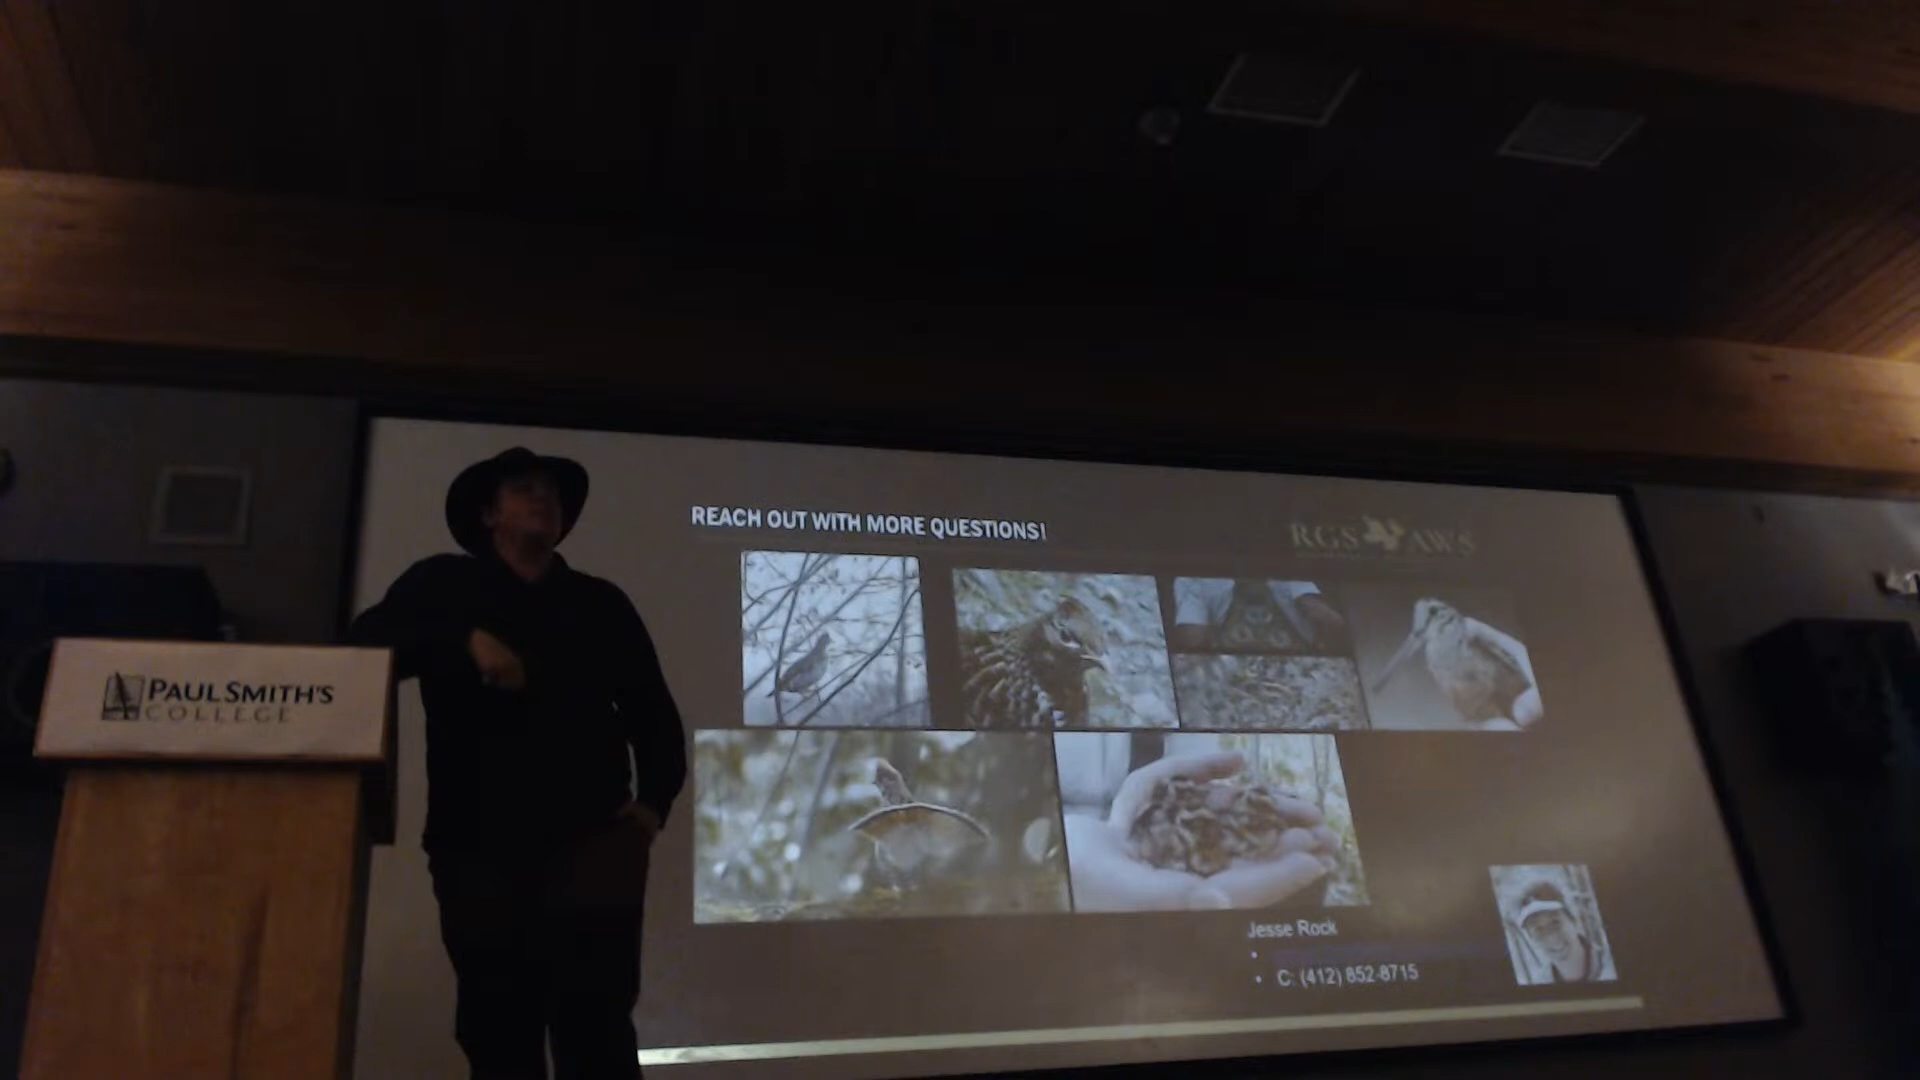 REACH OUT WITH MORE QUESTIONS!
RGS AWS
PAUL SMITH'S
COLLEGE
Jesse Rock
•
• C: (412) 852-8715